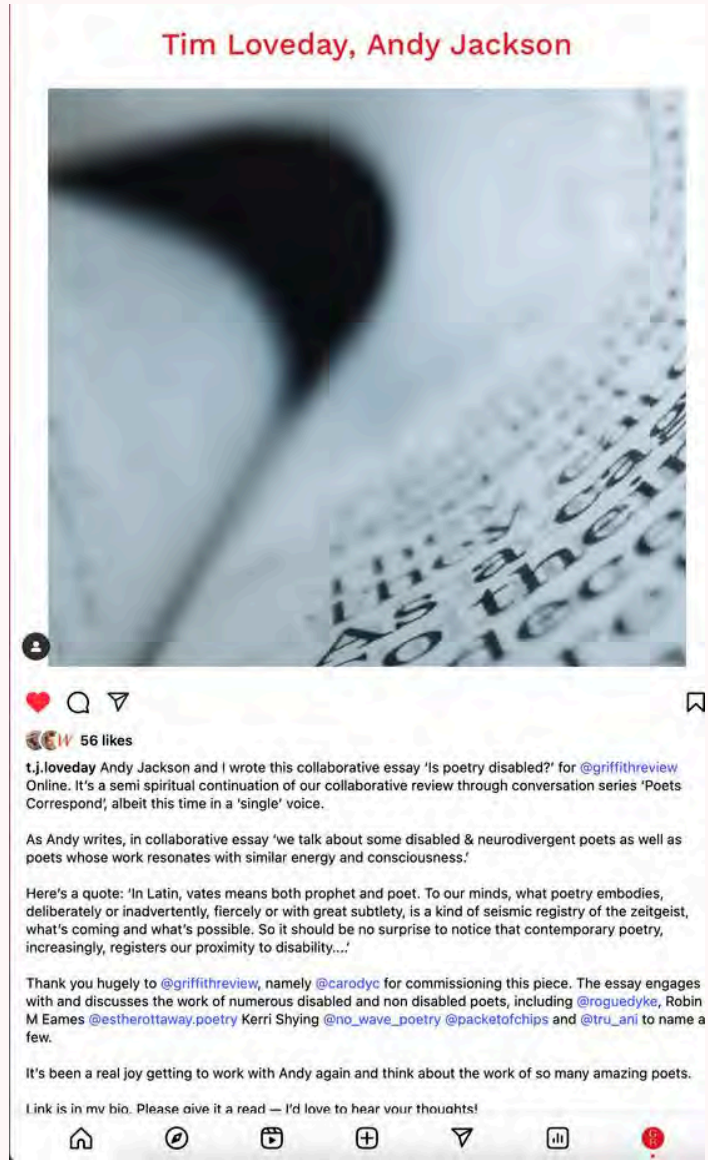 Tim Loveday, Andy Jackson
they
a
As their
56 likes
t.j.loveday Andy Jackson and I wrote this collaborative essay ‘Is poetry disabled?’ for @griffithreview
Online. It’s a semi spiritual continuation of our collaborative review through conversation series ‘Poets
Correspond’, albeit this time in a ‘single’ voice.
As Andy writes, in collaborative essay ‘we talk about some disabled & neurodivergent poets as well as
poets whose work resonates with similar energy and consciousness.’
Here’s a quote: ‘In Latin, vates means both prophet and poet. To our minds, what poetry embodies,
deliberately or inadvertently, fiercely or with great subtlety, is a kind of seismic registry of the zeitgeist,
what’s coming and what’s possible. So it should be no surprise to notice that contemporary poetry,
increasingly, registers our proximity to disability....’
Thank you hugely to @griffithreview, namely @carodyc for commissioning this piece. The essay engages
with and discusses the work of numerous disabled and non disabled poets, including @roguedyke, Robin
M Eames @estherottaway.poetry Kerri Shying @no_wave_poetry @packetofchips and @tru_ani to name a
few.
It’s been a real joy getting to work with Andy again and think about the work of so many amazing poets.
Link is in my bio. Please give it a read — I’d love to hear your thoughts!